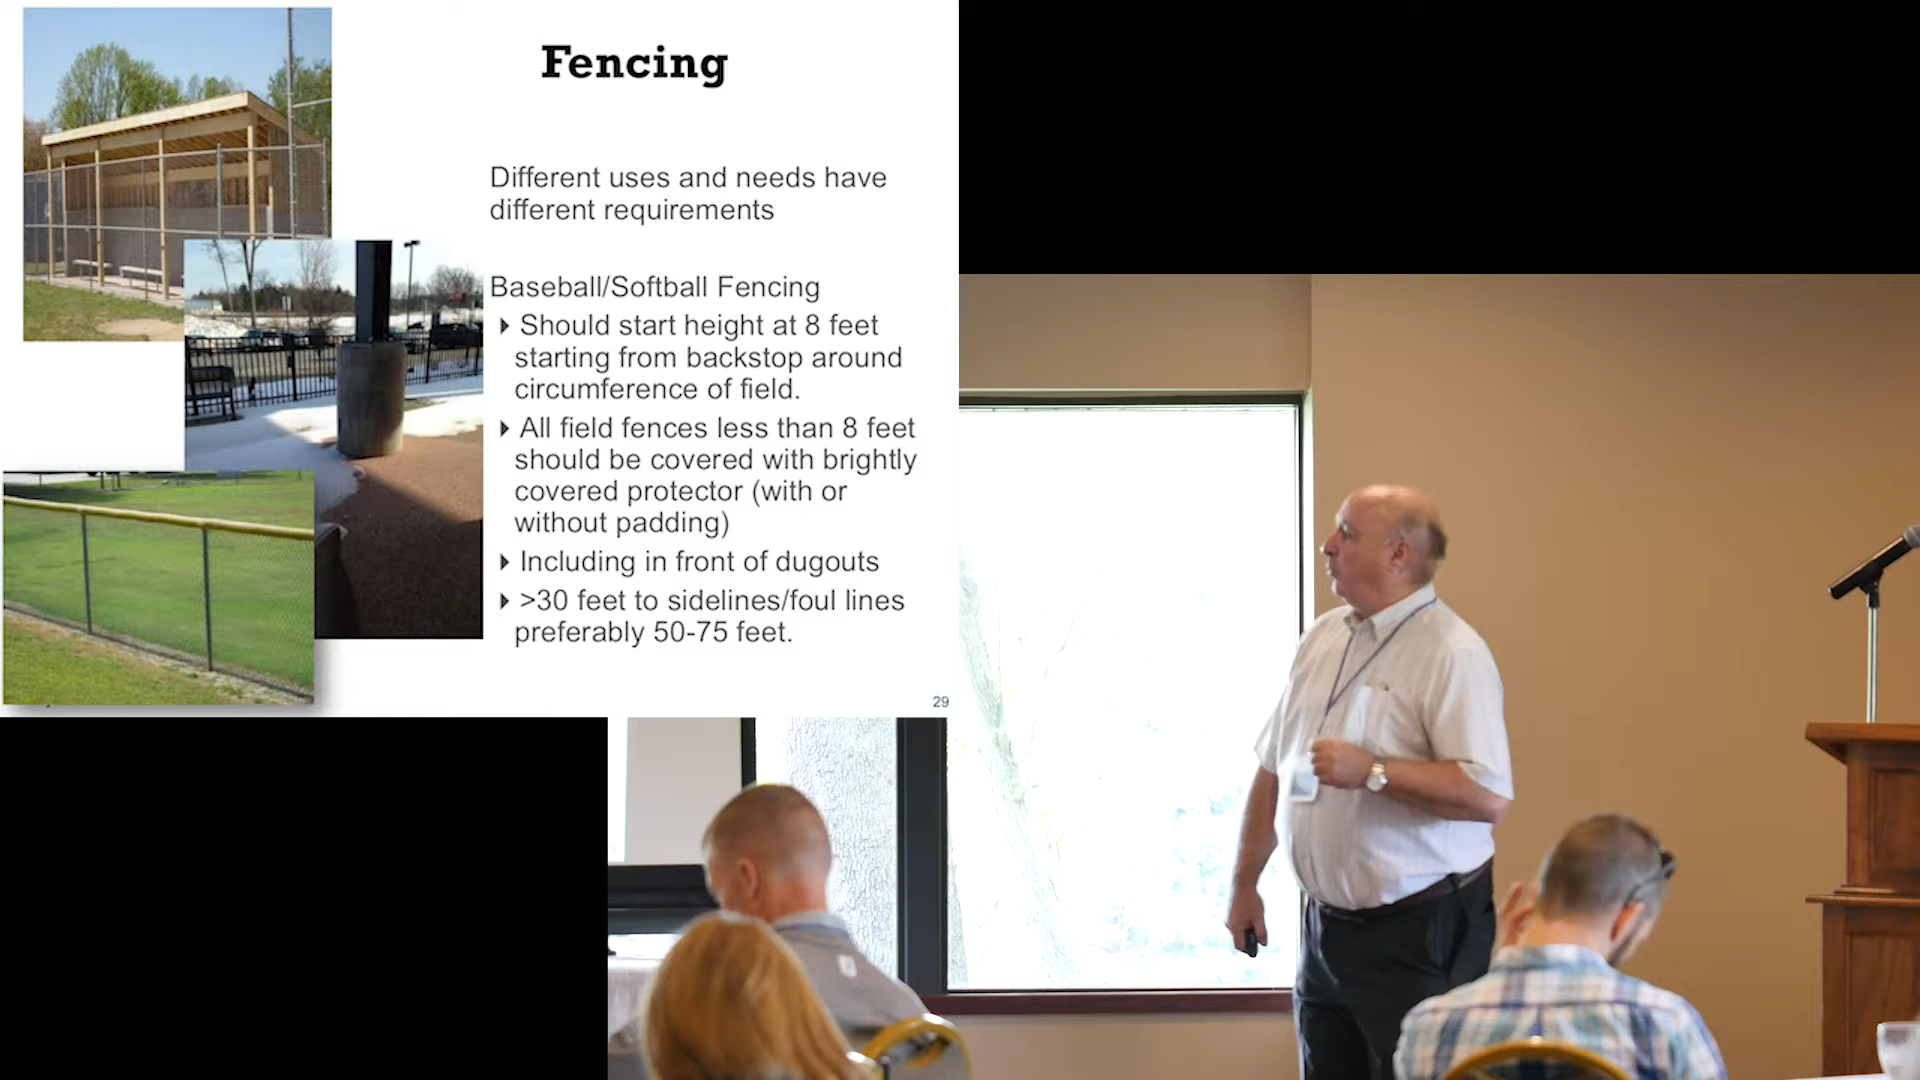 Fencing
Different uses and needs have
different requirements
Baseball/Softball Fencing
Should start height at 8 feet
starting from backstop around
circumference of field.
All field fences less than 8 feet
should be covered with brightly
covered protector (with or
without padding)
Including in front of dugouts
>30 feet to sidelines/foul lines
preferably 50-75 feet.
29